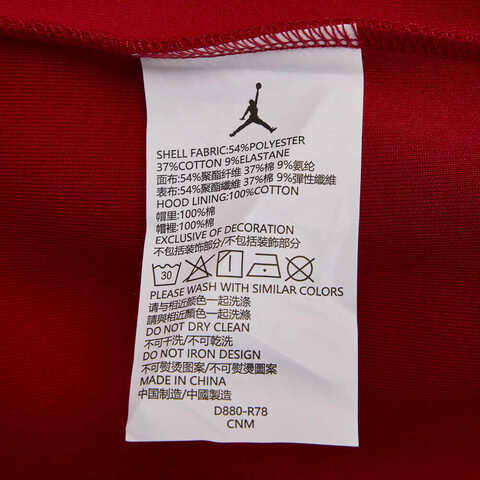 SHELL FABRIC:54%POLYESTER
37%COTTON 9%ELASTANE
面布:54%聚酯纤维 37%棉 9%氨纶
表布:54%聚酯纖維 37%棉 9%彈性纖維
HOOD LINING:100%COTTON
帽里:100%棉
帽裡:100%棉
EXCLUSIVE OF DECORATION
不包括装饰部分/不包括裝飾部分
30
PLEASE WASH WITH SIMILAR COLORS
请与相近颜色一起洗涤
請與相近顏色一起洗滌
DO NOT DRY CLEAN
不可干洗/不可乾洗
DO NOT IRON DESIGN
不可熨烫图案/不可熨燙圖案
MADE IN CHINA
中国制造/中國製造
D880-R78
CNM